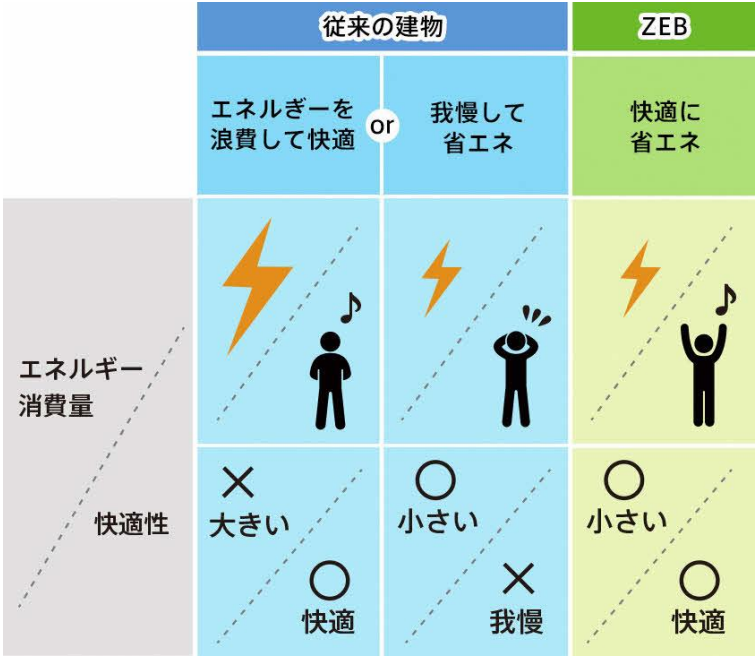 従来の建物
ZEB
エネルぎーを
浪費して快適
or
我慢して
省エネ
快適に
省エネ
エネルギー
消費量
快適性
大きい
快適
小さい
我慢
小さい
快適